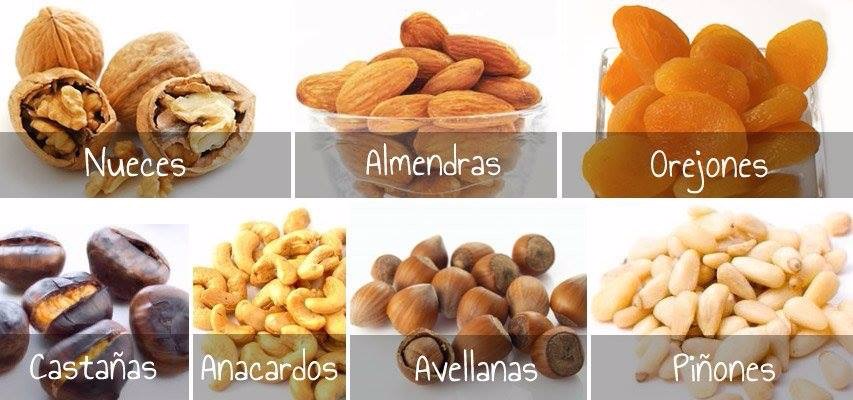 Nueces
Almendras
Orejones
Castañas
Anacardos
Avellanas
Piñones